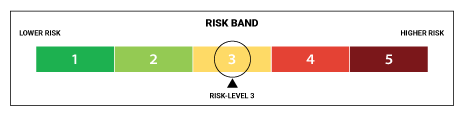 RISK BAND
LOWER RISK HIGHER RISK
1 2 3 4 5
RISK-LEVEL 3